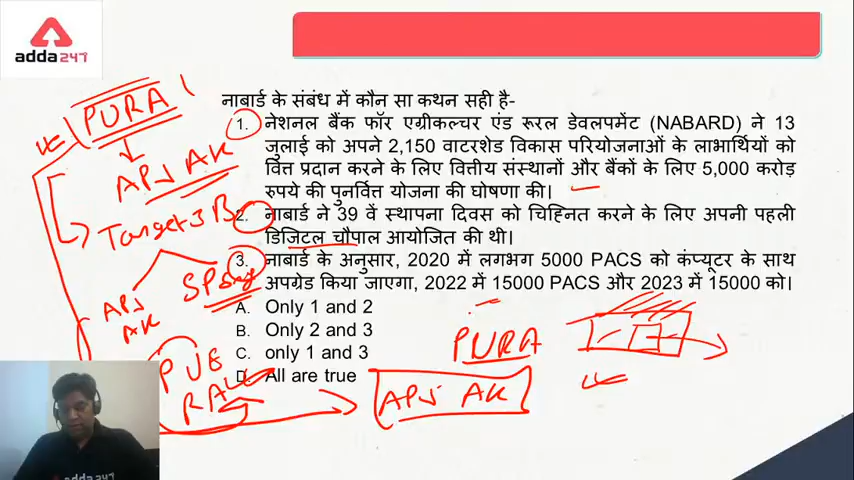 adda247
नाबार्ड के संबंध में कौन सा कथन सही है-
1. नेशनल बैंक फॉर एग्रीकल्चर एंड रूरल डेवलपमेंट (NABARD) ने 13
जुलाई को अपने 2,150 वाटरशेड विकास परियोजनाओं के लाभार्थियों को
वित्त प्रदान करने के लिए वित्तीय संस्थानों और बैंकों के लिए 5,000 करोड़
रुपये की पुनर्वित्त योजना की घोषणा की।
2. नाबार्ड ने 39 वें स्थापना दिवस को चिह्नित करने के लिए अपनी पहली
डिजिटल चौपाल आयोजित की थी।
3. नाबार्ड के अनुसार, 2020 में लगभग 5000 PACS को कंप्यूटर के साथ
अपग्रेड किया जाएगा, 2022 में 15000 PACS और 2023 में 15000 को।
A. Only 1 and 2
B. Only 2 and 3
C. only 1 and 3
D. All are true
PURA
APJ AK
Target 3 B
APJ
AK
PURA
APJ AK
adda 247